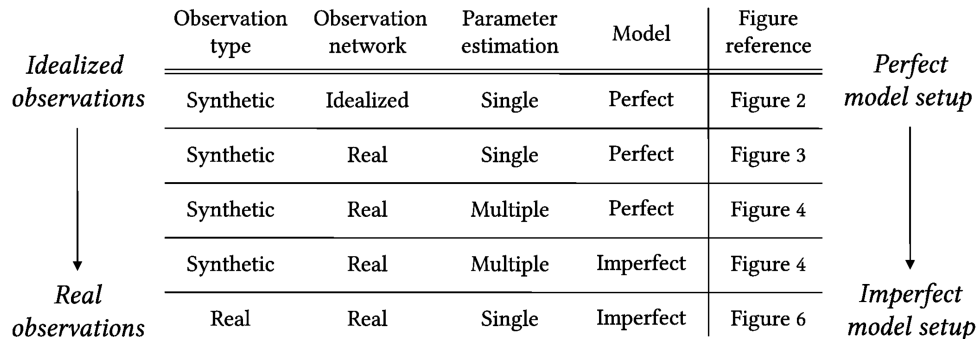 Observation type Observation network Parameter estimation Model Figure reference
Idealized observations
Perfect model setup
Synthetic Idealized Single Perfect Figure 2
Synthetic Real Single Perfect Figure 3
Synthetic Real Multiple Perfect Figure 4
Synthetic Real Multiple Imperfect Figure 4
Real Real Single Imperfect Figure 6
Real observations
Imperfect model setup